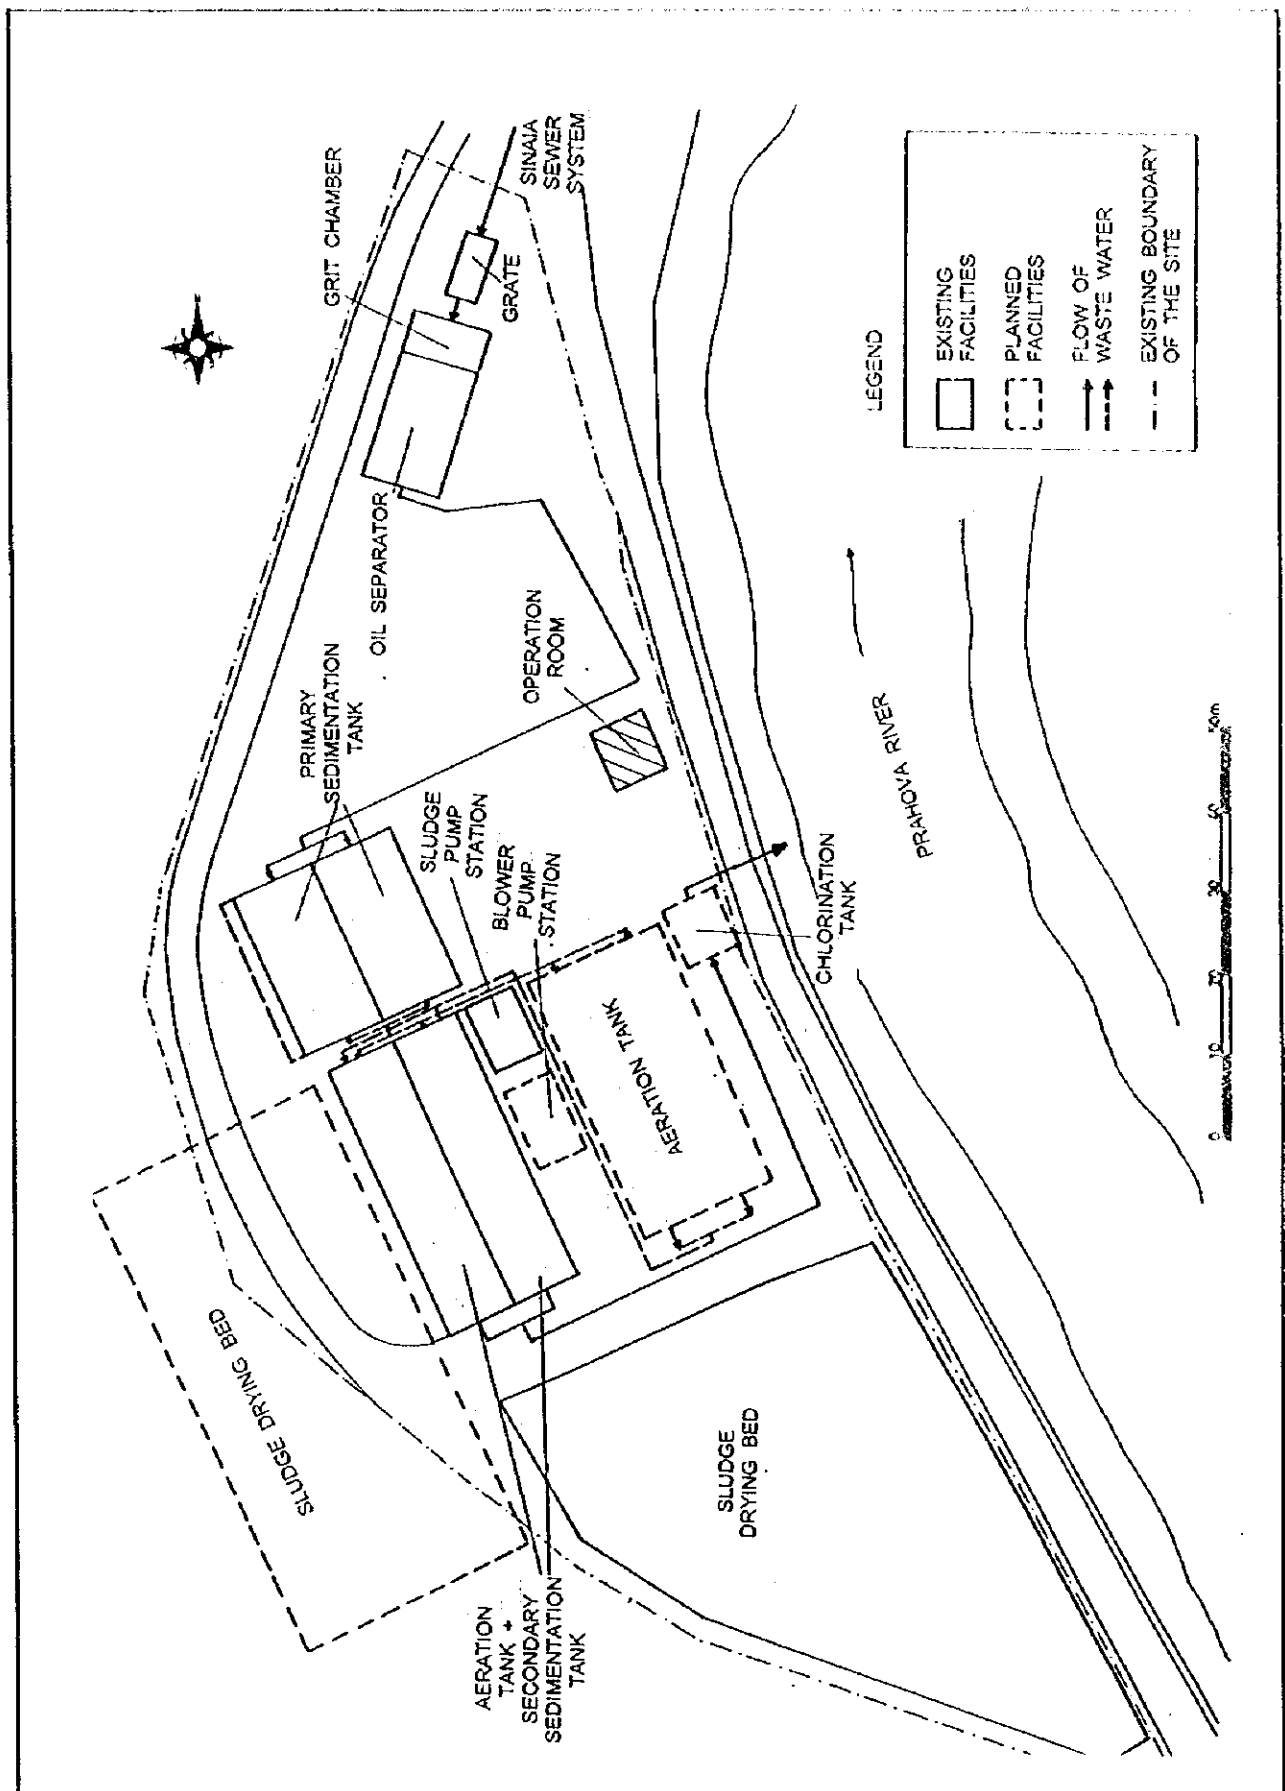 SINAIA
SEWER
SYSTEM
GRIT CHAMBER
GRATE
OIL SEPARATOR
OPERATION
ROOM
PRIMARY
SEDIMENTATION
TANK
SLUDGE
PUMP
STATION
BLOWER
PUMP
STATION
CHLORINATION
TANK
AERATION TANK
SLUDGE DRYING BED
AERATION
TANK +
SECONDARY
SEDIMENTATION
TANK
SLUDGE
DRYING BED
PRAHOVA RIVER
LEGEND
EXISTING
FACILITIES
PLANNED
FACILITIES
FLOW OF
WASTE WATER
EXISTING BOUNDARY
OF THE SITE
0 10 20 30 40 50m